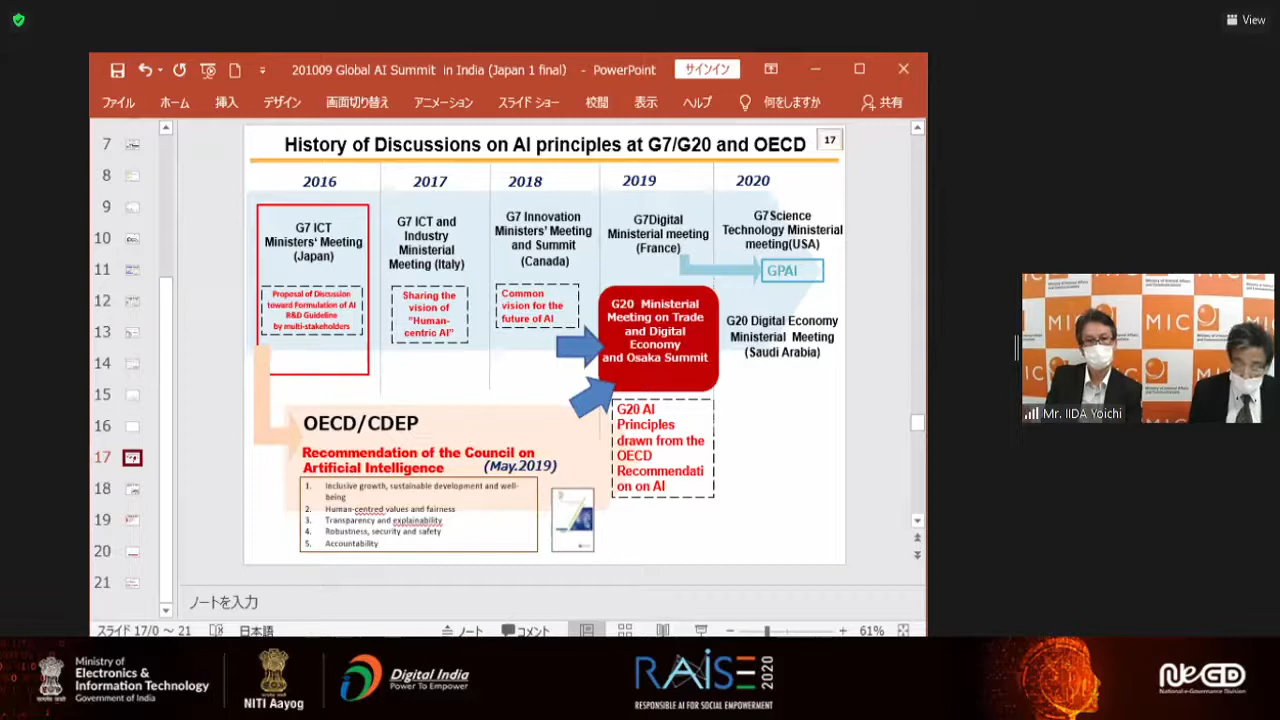 View
201009 Global AI Summit in India (Japan 1 final) - PowerPoint
サインイン
ファイル
ホーム
挿入
デザイン
画面切り替え
アニメーション
スライド ショー
校閲
表示
ヘルプ
何をしますか
共有
7
8
9
10
11
12
13
14
15
16
17
18
19
20
21
History of Discussions on AI principles at G7/G20 and OECD
17
2016
2017
2018
2019
2020
G7 ICT
Ministers' Meeting
(Japan)
G7 ICT and
Industry
Ministerial
Meeting (Italy)
G7 Innovation
Ministers' Meeting
and Summit
(Canada)
G7Digital
Ministerial meeting
(France)
G7Science
Technology Ministerial
meeting(USA)
GPAI
Proposal of Discussion
toward Formulation of AI
R&D Guideline
by multi-stakeholders
Sharing the
vision of
"Human-
centric AI"
Common
vision for the
future of AI
G20 Ministerial
Meeting on Trade
and Digital
Economy
and Osaka Summit
G20 Digital Economy
Ministerial Meeting
(Saudi Arabia)
OECD/CDEP
Recommendation of the Council on
Artificial Intelligence (May.2019)
1. Inclusive growth, sustainable development and well-
being
2. Human-centred values and fairness
3. Transparency and explainability
4. Robustness, security and safety
5. Accountability
G20 AI
Principles
drawn from the
OECD
Recommendati
on on AI
ノートを入力
スライド 17/0 ~ 21
日本語
ノート
コメント
61%
MIC
MIC
Mr. IIDA Yoichi
Ministry of
Electronics &
Information Technology
Government of India
NITI Aayog
Digital India
Power To Empower
RAISE 2020
RESPONSIBLE AI FOR SOCIAL EMPOWERMENT
NeGD
National e-Governance Division